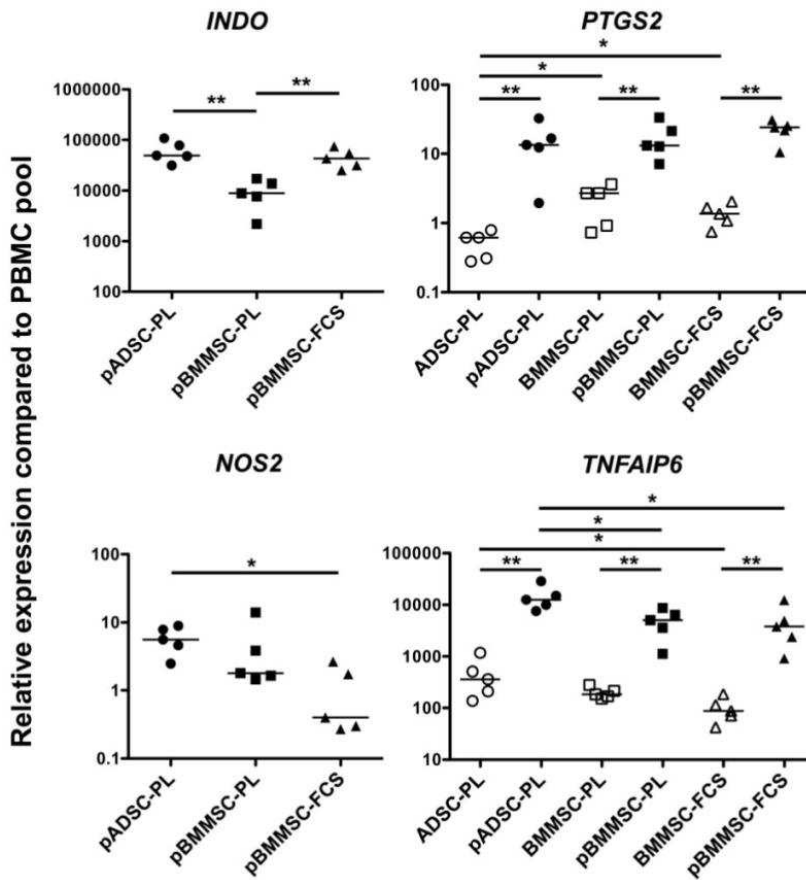 Relative expression compared to PBMC pool
INDO
**
**
1000000
100000
10000
1000
100
pADSC-PL
pBMMSC-PL
pBMMSC-FCS
PTGS2
*
*
**
**
**
100
10
1
0.1
ADSC-PL
pADSC-PL
BMMSC-PL
pBMMSC-PL
BMMSC-FCS
pBMMSC-FCS
NOS2
*
100
10
1
0.1
pADSC-PL
pBMMSC-PL
pBMMSC-FCS
TNFAIP6
*
*
*
**
**
**
100000
10000
1000
100
10
ADSC-PL
pADSC-PL
BMMSC-PL
pBMMSC-PL
BMMSC-FCS
pBMMSC-FCS